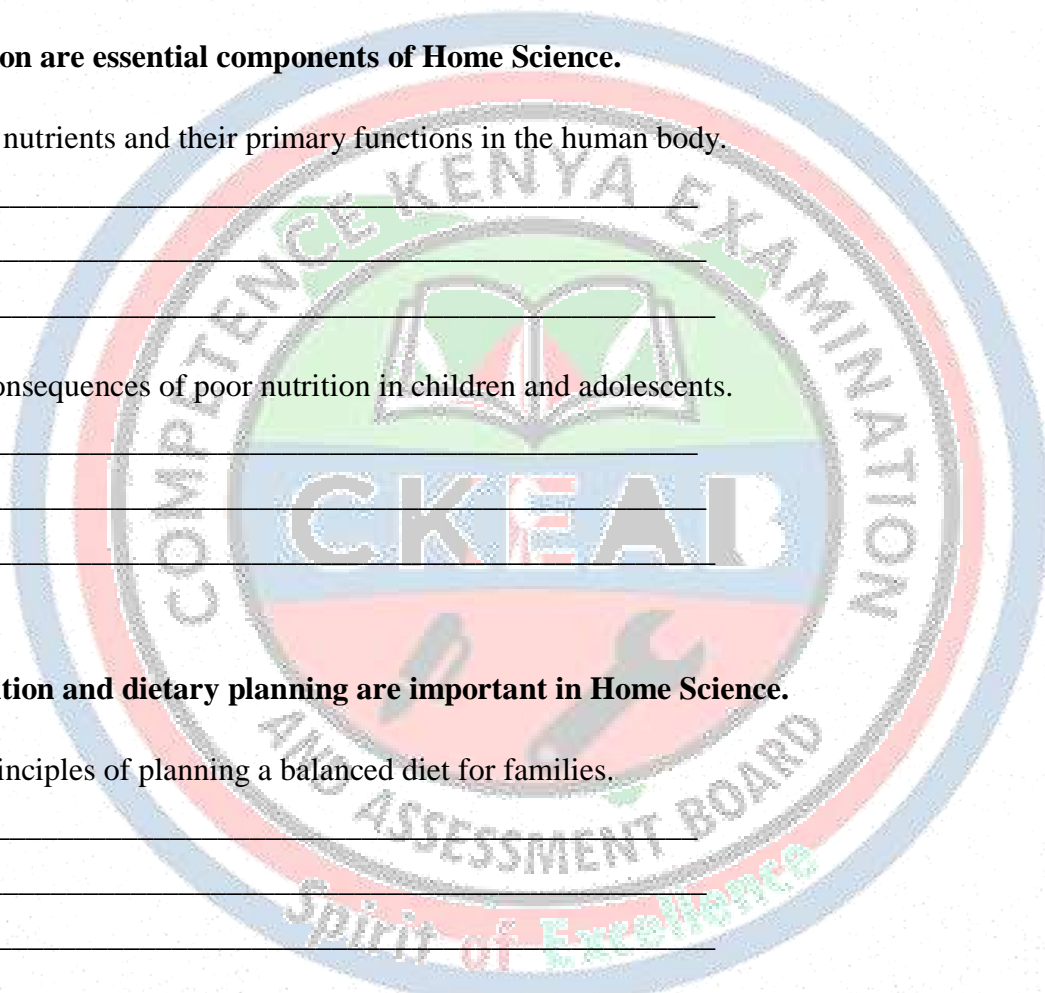 on are essential components of Home Science.
nutrients and their primary functions in the human body.
onsequences of poor nutrition in children and adolescents.
tion and dietary planning are important in Home Science.
inciples of planning a balanced diet for families.
COMPETENCE KENYA EXAMINATION
CKEAB
AND ASSESSMENT BOARD
Spirit of Excellence